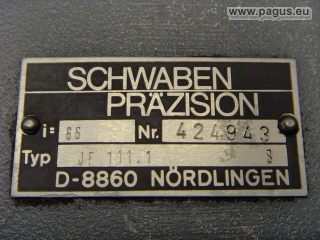 www.pagus.eu
SCHWABEN
PRÄZISION
i: 66 Nr. 424943
Typ JF 111.1 S
D-8860 NÖRDLINGEN